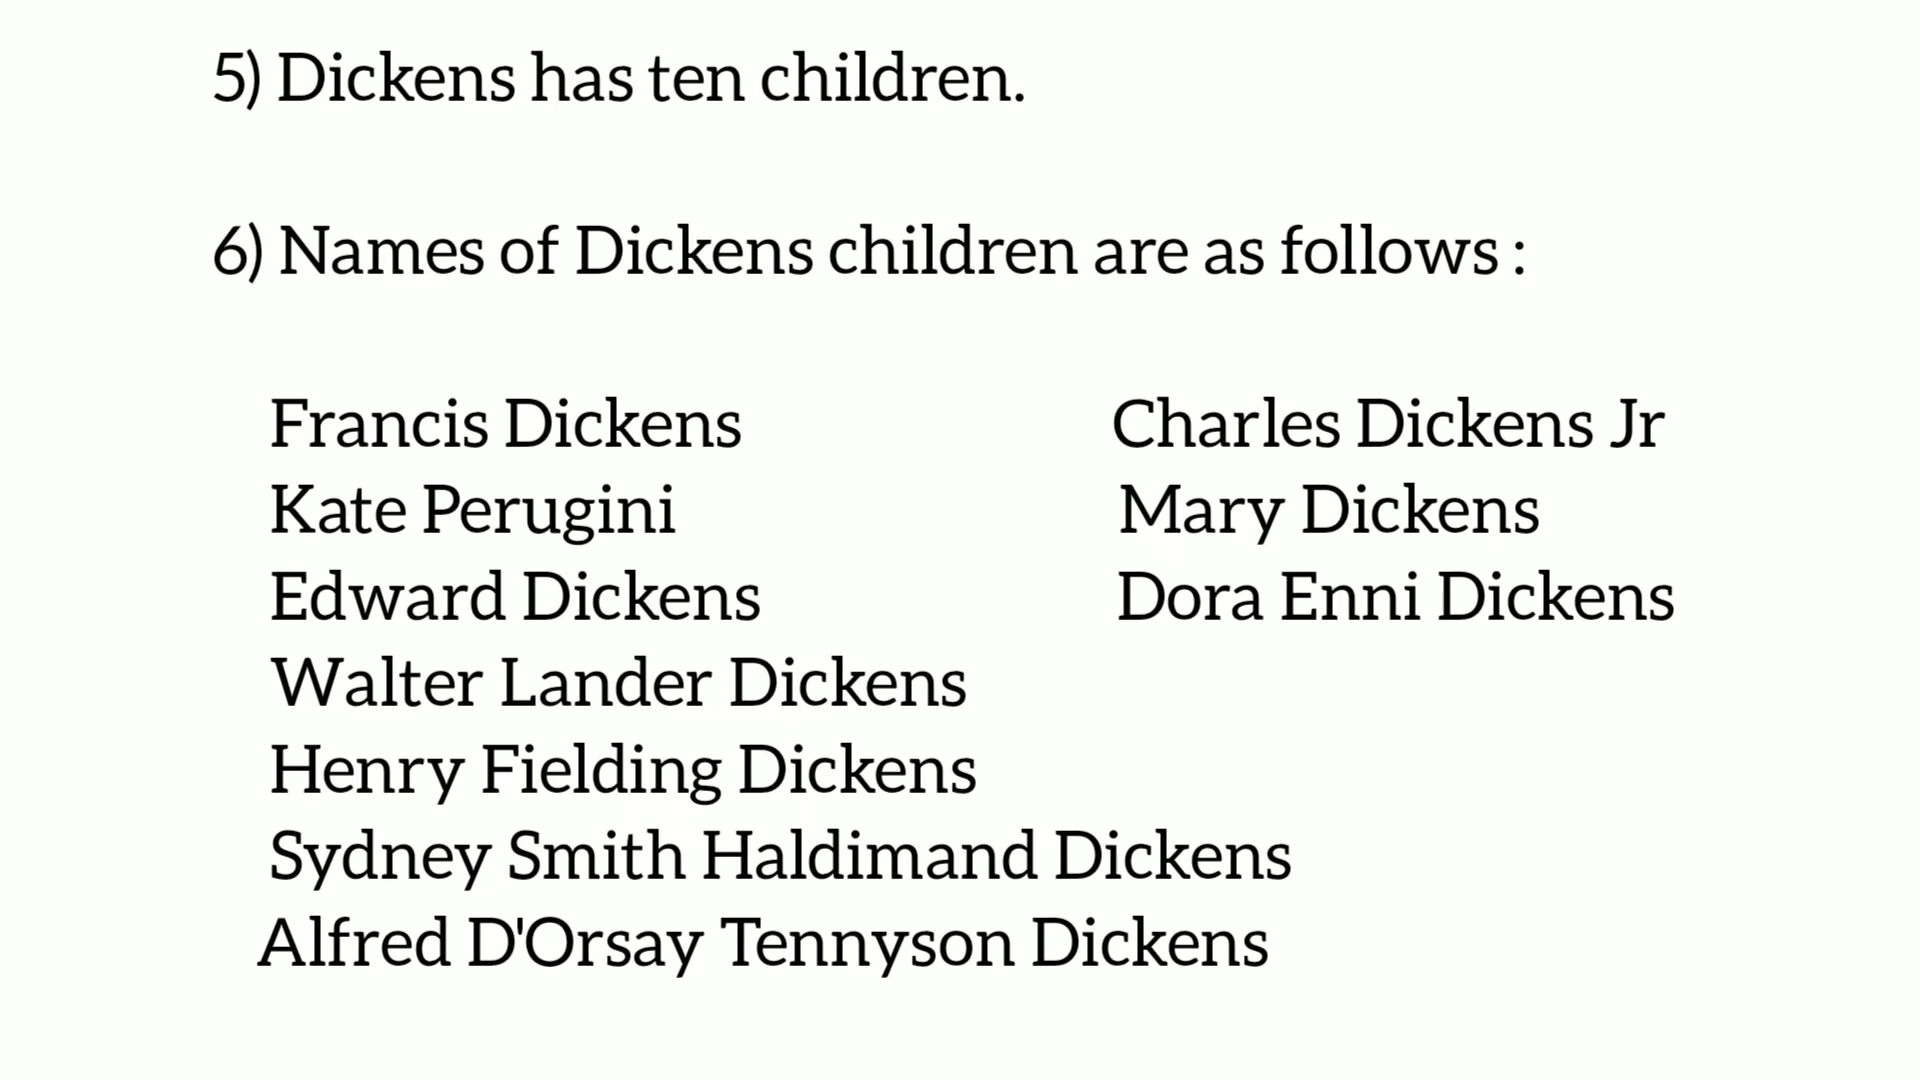 5) Dickens has ten children.
6) Names of Dickens children are as follows :
Francis Dickens
Kate Perugini
Edward Dickens
Walter Lander Dickens
Henry Fielding Dickens
Sydney Smith Haldimand Dickens
Alfred D'Orsay Tennyson Dickens
Charles Dickens Jr
Mary Dickens
Dora Enni Dickens